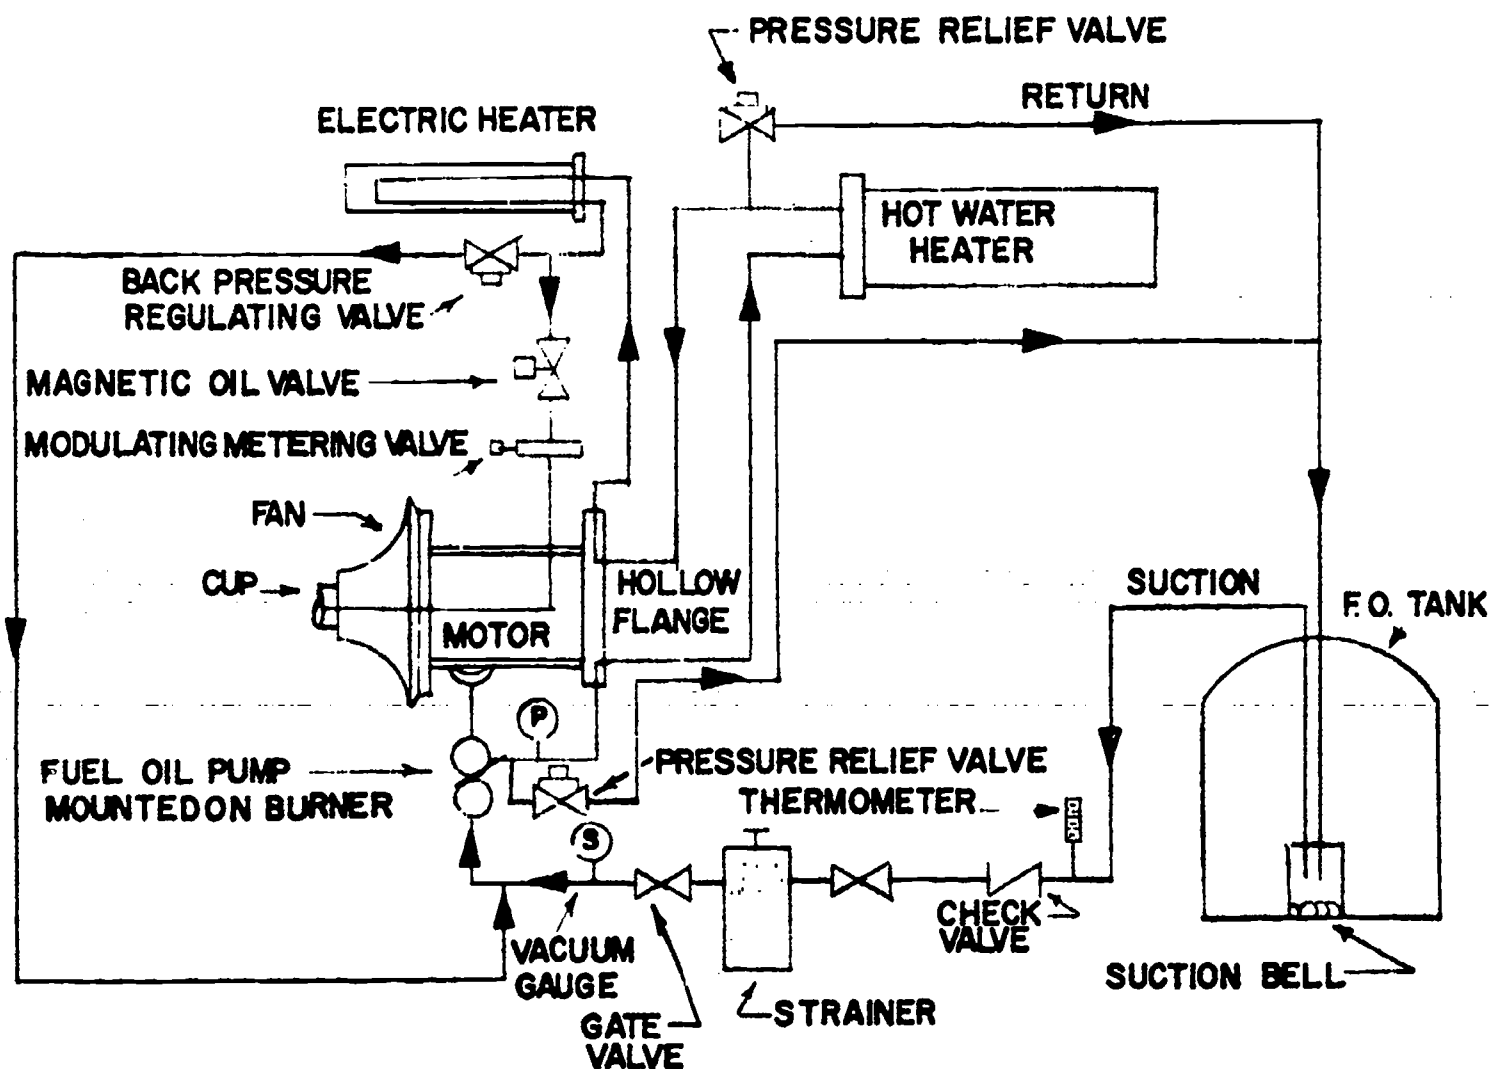 PRESSURE RELIEF VALVE
RETURN
ELECTRIC HEATER
HOT WATER
HEATER
BACK PRESSURE
REGULATING VALVE
MAGNETIC OIL VALVE
MODULATING METERING VALVE
FAN
CUP
HOLLOW
FLANGE
MOTOR
SUCTION
F.O. TANK
P
FUEL OIL PUMP
MOUNTED ON BURNER
PRESSURE RELIEF VALVE
THERMOMETER
S
CHECK
VALVE
VACUUM
GAUGE
SUCTION BELL
STRAINER
GATE
VALVE